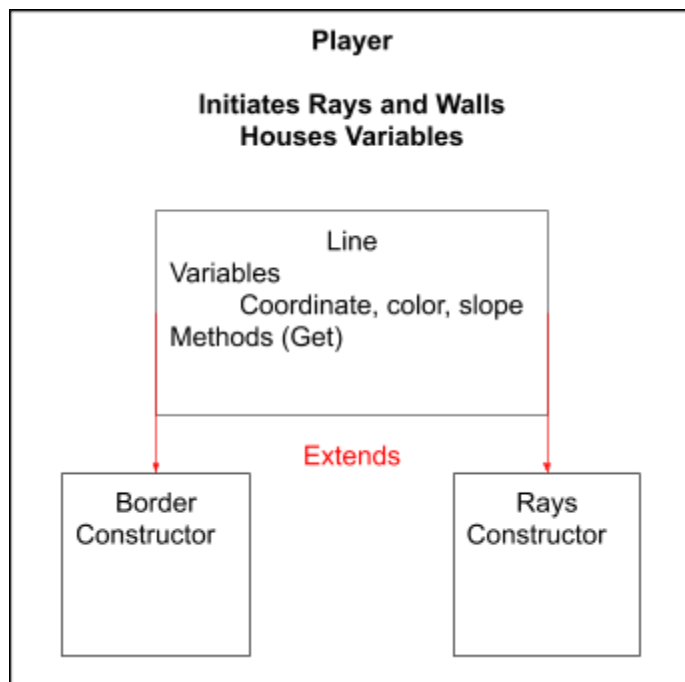 Player
Initiates Rays and Walls
Houses Variables
Line
Variables
Coordinate, color, slope
Methods (Get)
Extends
Border
Constructor
Rays
Constructor